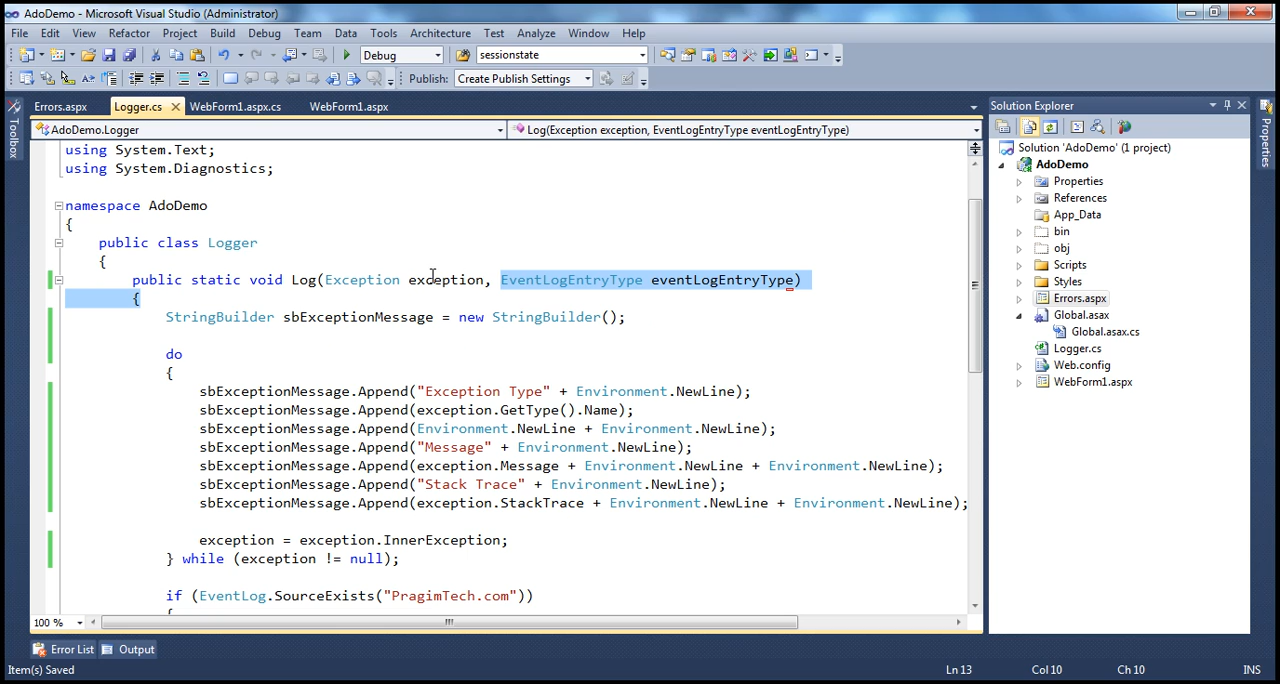 AdoDemo - Microsoft Visual Studio (Administrator)
File Edit View Refactor Project Build Debug Team Data Tools Architecture Test Analyze Window Help
Debug sessionstate
Publish: Create Publish Settings
Errors.aspx Logger.cs WebForm1.aspx.cs WebForm1.aspx
AdoDemo.Logger Log(Exception exception, EventLogEntryType eventLogEntryType)
using System.Text;
using System.Diagnostics;
namespace AdoDemo
{
public class Logger
{
public static void Log(Exception exception, EventLogEntryType eventLogEntryType)
{
StringBuilder sbExceptionMessage = new StringBuilder();
do
{
sbExceptionMessage.Append("Exception Type" + Environment.NewLine);
sbExceptionMessage.Append(exception.GetType().Name);
sbExceptionMessage.Append(Environment.NewLine + Environment.NewLine);
sbExceptionMessage.Append("Message" + Environment.NewLine);
sbExceptionMessage.Append(exception.Message + Environment.NewLine + Environment.NewLine);
sbExceptionMessage.Append("Stack Trace" + Environment.NewLine);
sbExceptionMessage.Append(exception.StackTrace + Environment.NewLine + Environment.NewLine);
exception = exception.InnerException;
} while (exception != null);
if (EventLog.SourceExists("PragimTech.com"))
{
100 %
Toolbox
Solution Explorer
Solution 'AdoDemo' (1 project)
AdoDemo
Properties
References
App_Data
bin
obj
Scripts
Styles
Errors.aspx
Global.asax
Global.asax.cs
Logger.cs
Web.config
WebForm1.aspx
Properties
Error List Output
Item(s) Saved Ln 13 Col 10 Ch 10 INS